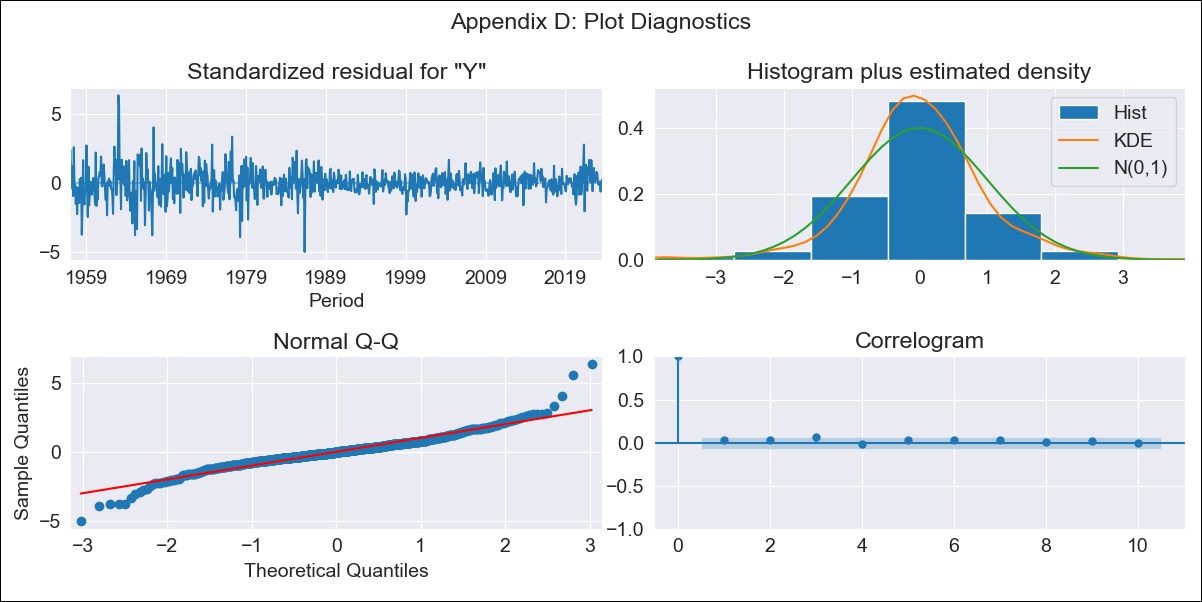 Appendix D: Plot Diagnostics
Standardized residual for "Y"
5
0
−5
1959 1969 1979 1989 1999 2009 2019
Period
Histogram plus estimated density
0.4
0.2
0.0
−3 −2 −1 0 1 2 3
Hist
KDE
N(0,1)
Normal Q-Q
Sample Quantiles
5
0
−5
−3 −2 −1 0 1 2 3
Theoretical Quantiles
Correlogram
1.0
0.5
0.0
−0.5
−1.0
0 2 4 6 8 10